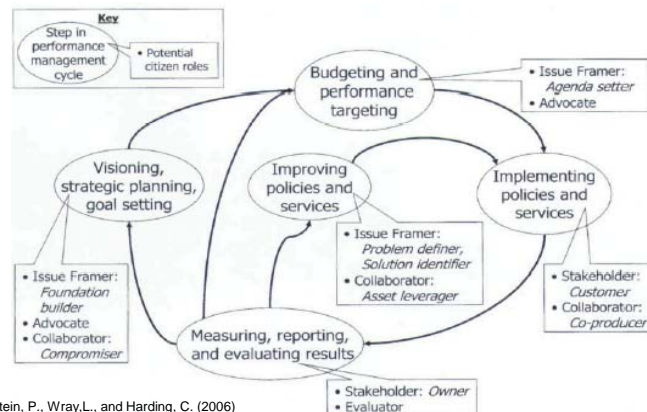 Key
Step in
performance
management
cycle
• Potential
citizen roles
Budgeting and
performance
targeting
• Issue Framer:
Agenda setter
• Advocate
Visioning,
strategic planning,
goal setting
Improving
policies and
services
Implementing
policies and
services
• Issue Framer:
Foundation
builder
• Advocate
• Collaborator:
Compromiser
• Issue Framer:
Problem definer,
Solution identifier
• Collaborator:
Asset leverager
• Stakeholder:
Customer
• Collaborator:
Co-producer
Measuring, reporting,
and evaluating results
• Stakeholder: Owner
• Evaluator
tein, P., Wray,L., and Harding, C. (2006)